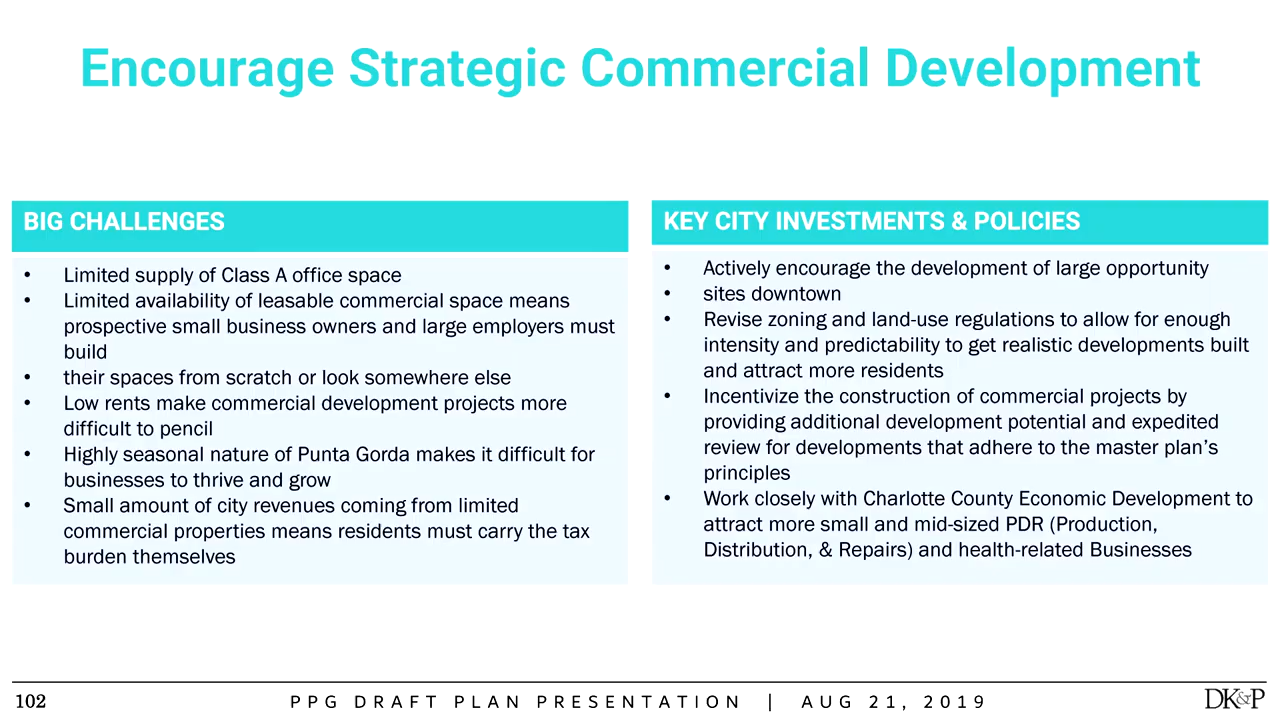 Encourage Strategic Commercial Development
BIG CHALLENGES
• Limited supply of Class A office space
• Limited availability of leasable commercial space means
prospective small business owners and large employers must
build
• their spaces from scratch or look somewhere else
• Low rents make commercial development projects more
difficult to pencil
• Highly seasonal nature of Punta Gorda makes it difficult for
businesses to thrive and grow
• Small amount of city revenues coming from limited
commercial properties means residents must carry the tax
burden themselves
KEY CITY INVESTMENTS & POLICIES
• Actively encourage the development of large opportunity
• sites downtown
• Revise zoning and land-use regulations to allow for enough
intensity and predictability to get realistic developments built
and attract more residents
• Incentivize the construction of commercial projects by
providing additional development potential and expedited
review for developments that adhere to the master plan's
principles
• Work closely with Charlotte County Economic Development to
attract more small and mid-sized PDR (Production,
Distribution, & Repairs) and health-related Businesses
102
PPG DRAFT PLAN PRESENTATION | AUG 21, 2019
DK&P